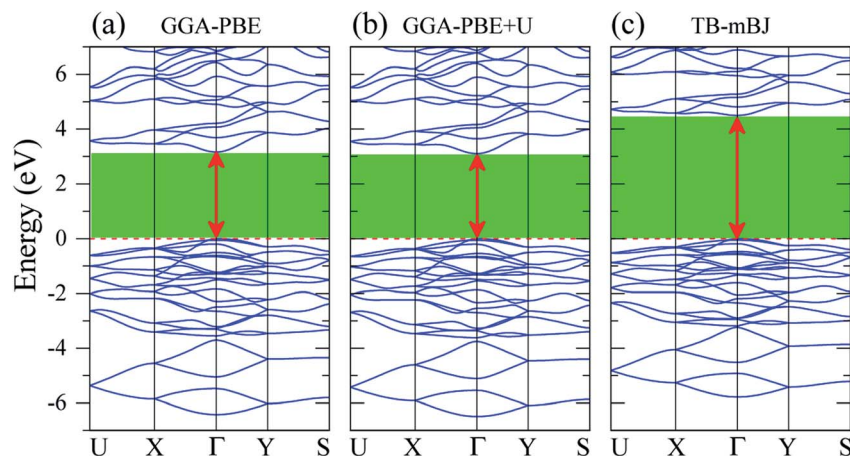 (a) GGA-PBE (b) GGA-PBE+U (c) TB-mBJ
Energy (eV)
6
4
2
0
-2
-4
-6
U X Γ Y S U X Γ Y S U X Γ Y S